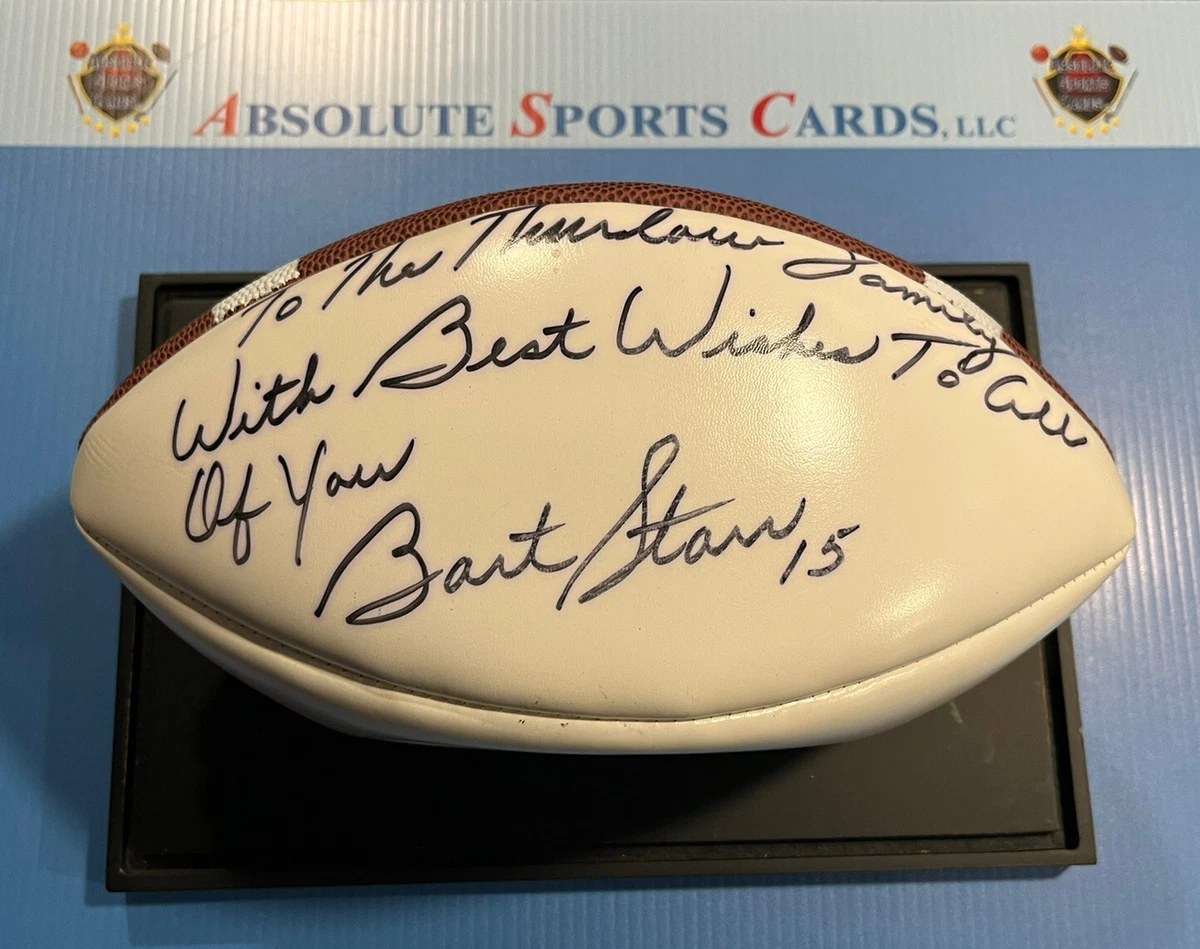 ABSOLUTE SPORTS CARDS, LLC
To The Thurlow Family
With Best Wishes To All
Of You
Bart Starr 15